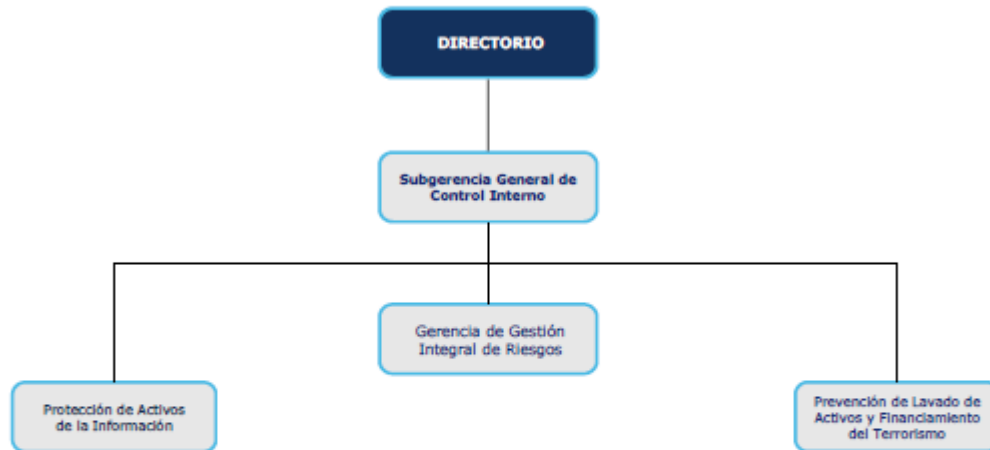 DIRECTORIO
Subgerencia General de
Control Interno
Gerencia de Gestión
Integral de Riesgos
Protección de Activos
de la Información
Prevención de Lavado de
Activos y Financiamiento
del Terrorismo